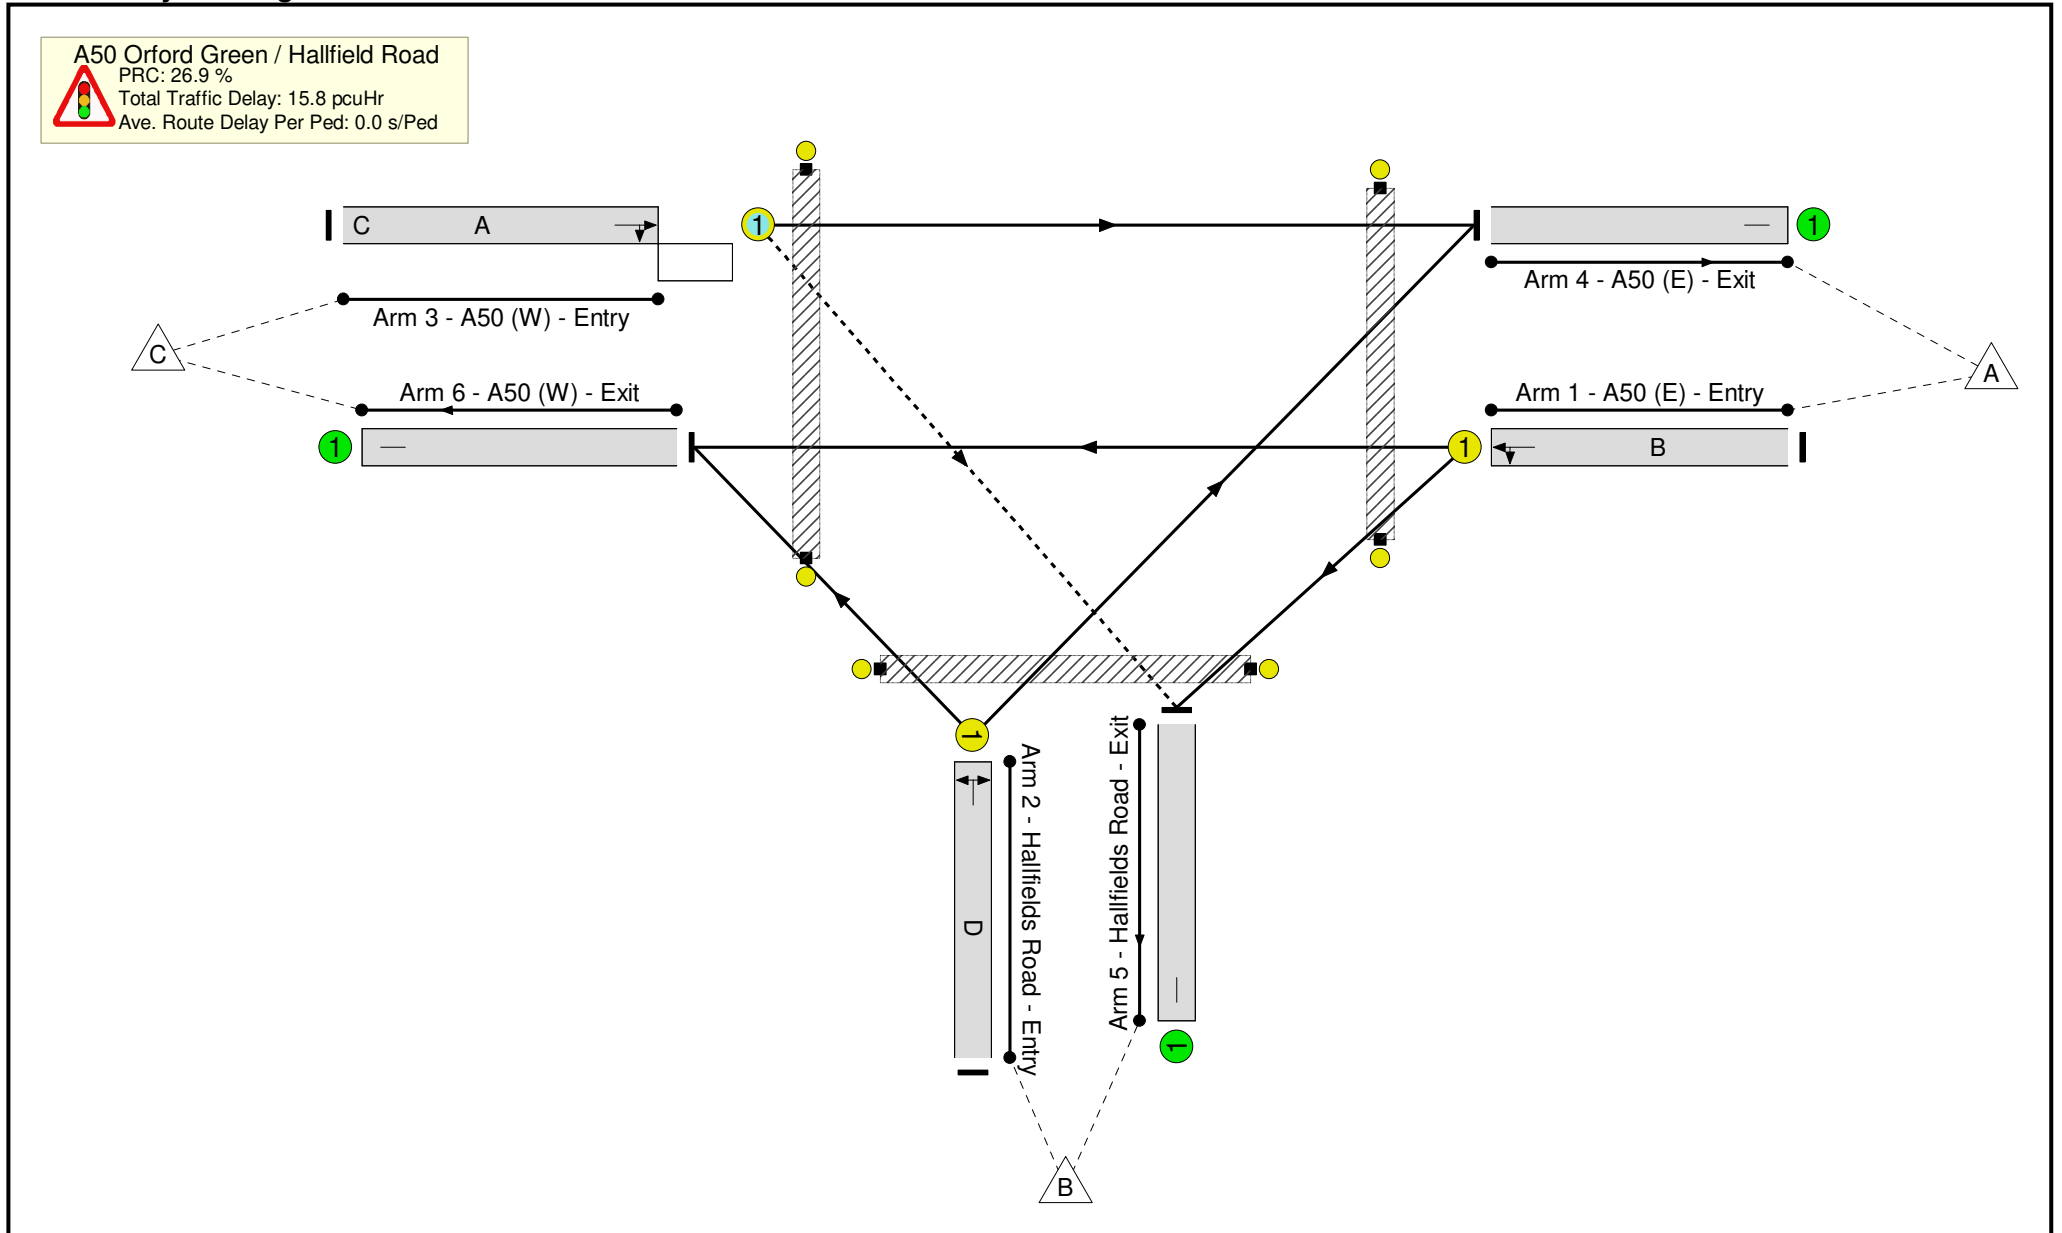 A50 Orford Green / Hallfield Road
PRC: 26.9 %
Total Traffic Delay: 15.8 pcuHr
Ave. Route Delay Per Ped: 0.0 s/Ped
C A
1
1
Arm 4 - A50 (E) - Exit
Arm 3 - A50 (W) - Entry
C
A
Arm 6 - A50 (W) - Exit
Arm 1 - A50 (E) - Entry
1
1
B
1
Arm 2 - Hallfields Road - Entry
Arm 5 - Hallfields Road - Exit
D
1
B